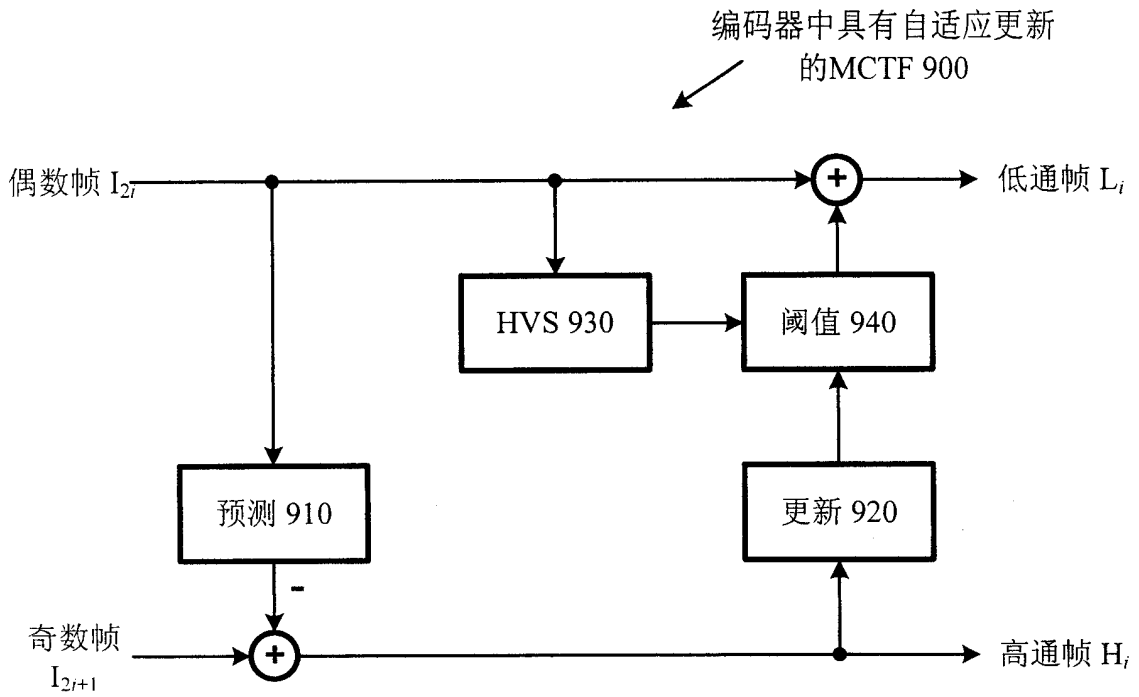 编码器中具有自适应更新
的MCTF 900
偶数帧 I₂ᵢ
+
低通帧 Lᵢ
HVS 930
阈值 940
预测 910
更新 920
-
奇数帧
I₂ᵢ₊₁
+
高通帧 Hᵢ